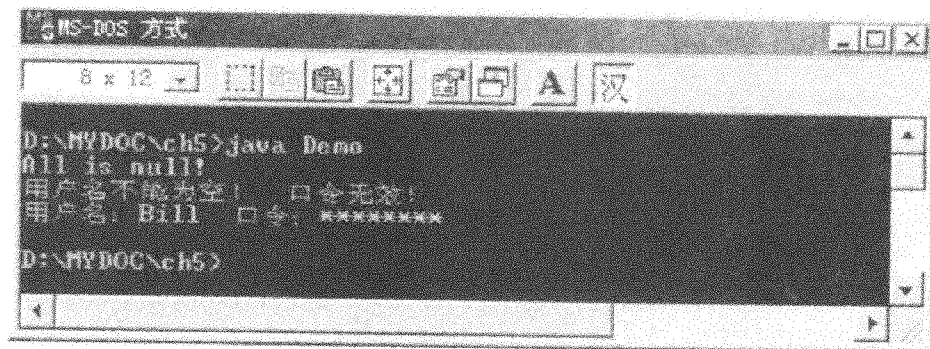 MS-DOS 方式
8 x 12 A 汉
D:\MYDOC\ch5>java Demo
All is null!
用户名不能为空! 口令无效!
用户名: Bill 口令: ********
D:\MYDOC\ch5>